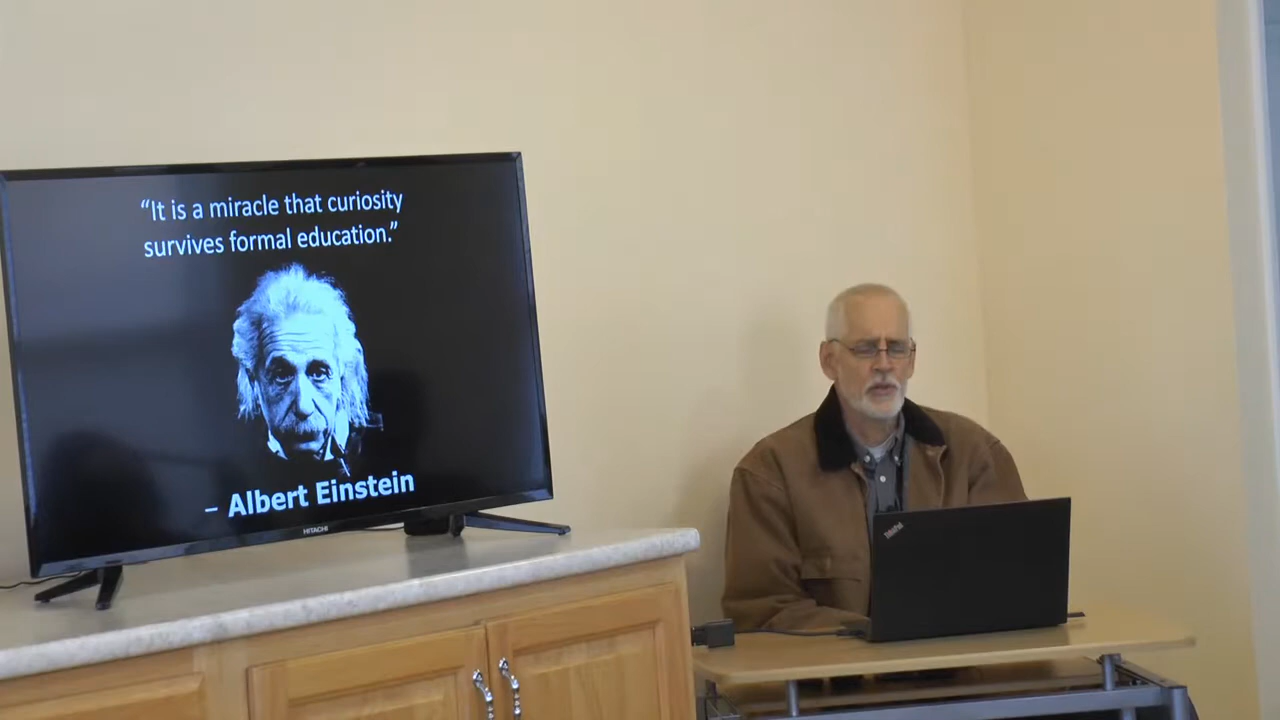 “It is a miracle that curiosity
survives formal education.”
– Albert Einstein
HITACHI
ThinkPad